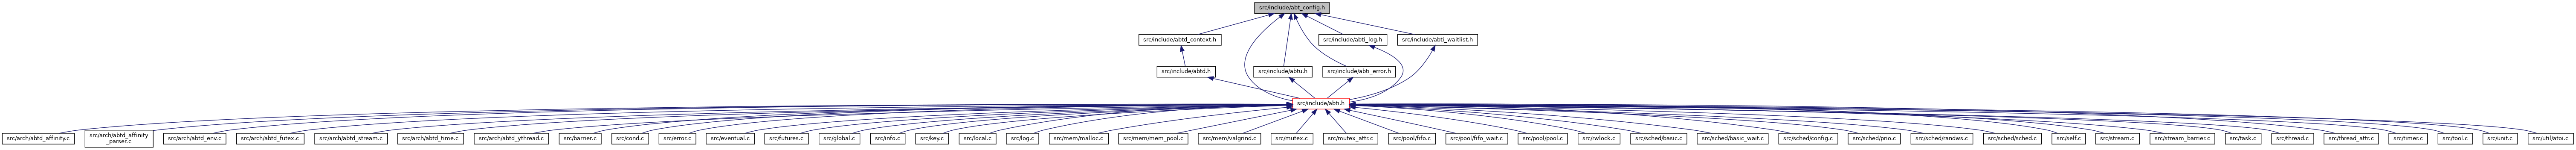 src/include/abt_config.h
src/include/abtd_context.h
src/include/abti_log.h
src/include/abti_waitlist.h
src/include/abtd.h
src/include/abtu.h
src/include/abti_error.h
src/include/abti.h
src/arch/abtd_affinity.c
src/arch/abtd_affinity
_parser.c
src/arch/abtd_env.c
src/arch/abtd_futex.c
src/arch/abtd_stream.c
src/arch/abtd_time.c
src/arch/abtd_ythread.c
src/barrier.c
src/cond.c
src/error.c
src/eventual.c
src/futures.c
src/global.c
src/info.c
src/key.c
src/local.c
src/log.c
src/mem/malloc.c
src/mem/mem_pool.c
src/mem/valgrind.c
src/mutex.c
src/mutex_attr.c
src/pool/fifo.c
src/pool/fifo_wait.c
src/pool/pool.c
src/rwlock.c
src/sched/basic.c
src/sched/basic_wait.c
src/sched/config.c
src/sched/prio.c
src/sched/randws.c
src/sched/sched.c
src/self.c
src/stream.c
src/stream_barrier.c
src/task.c
src/thread.c
src/thread_attr.c
src/timer.c
src/tool.c
src/unit.c
src/util/atoi.c